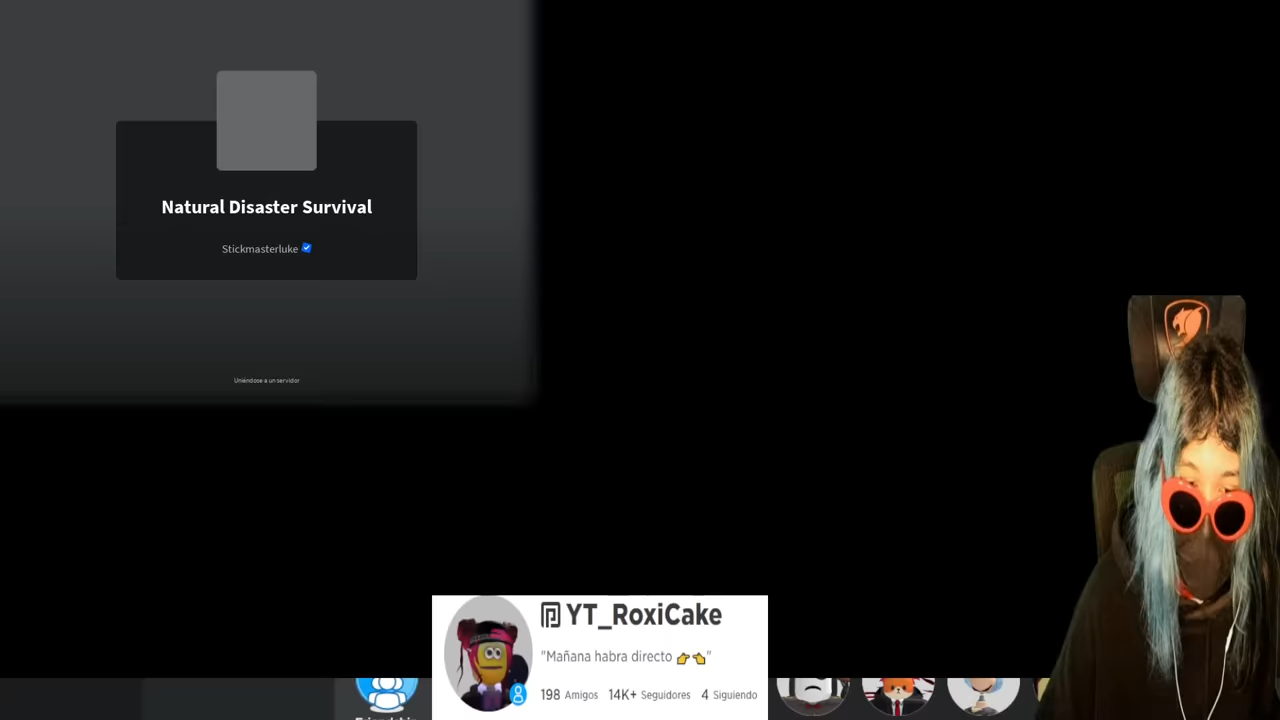 Natural Disaster Survival
Stickmasterluke
Uniéndose a un servidor
YT_RoxiCake
"Mañana habra directo 👉👈"
198 Amigos 14K+ Seguidores 4 Siguiendo